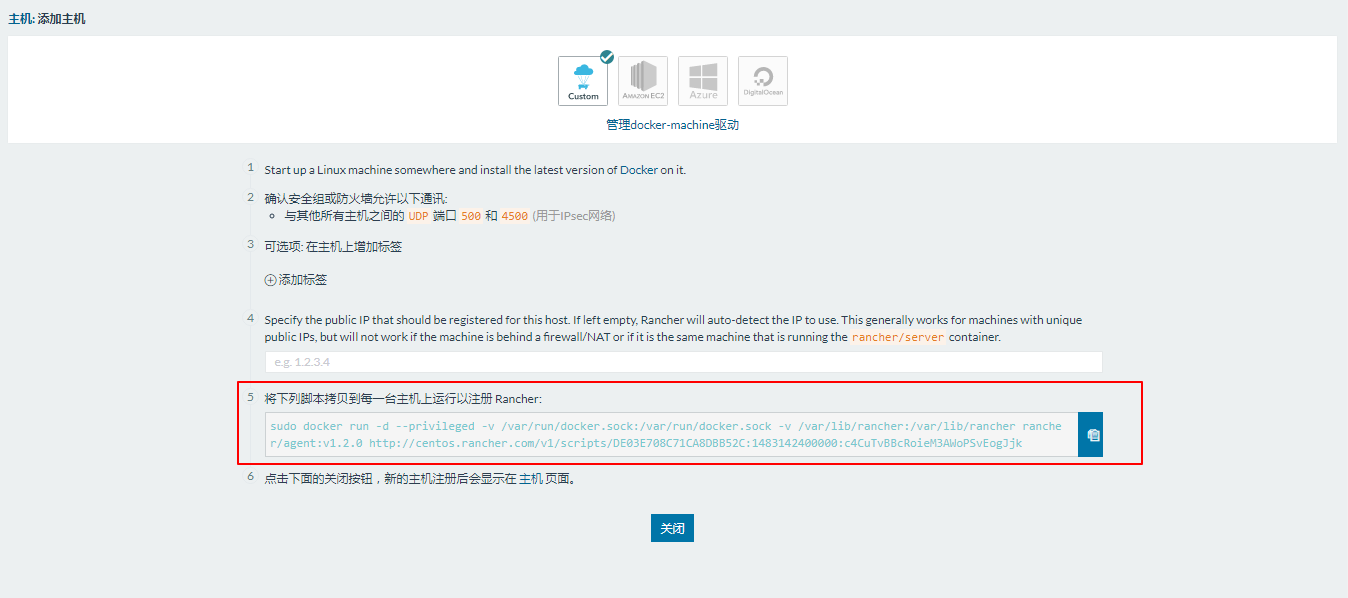 主机: 添加主机
Custom
AMAZON EC2
Azure
DigitalOcean
管理docker-machine驱动
1 Start up a Linux machine somewhere and install the latest version of Docker on it.
2 确认安全组或防火墙允许以下通讯:
与其他所有主机之间的 UDP 端口 500 和 4500 (用于IPsec网络)
3 可选项: 在主机上增加标签
添加标签
4 Specify the public IP that should be registered for this host. If left empty, Rancher will auto-detect the IP to use. This generally works for machines with unique
public IPs, but will not work if the machine is behind a firewall/NAT or if it is the same machine that is running the rancher/server container.
e.g. 1.2.3.4
5 将下列脚本拷贝到每一台主机上运行以注册 Rancher:
sudo docker run -d --privileged -v /var/run/docker.sock:/var/run/docker.sock -v /var/lib/rancher:/var/lib/rancher ranche
r/agent:v1.2.0 http://centos.rancher.com/v1/scripts/DE03E708C71CA8DBB52C:1483142400000:c4CuTvBBcRoieM3AWoPSvEogJjk
6 点击下面的关闭按钮，新的主机注册后会显示在 主机 页面。
关闭